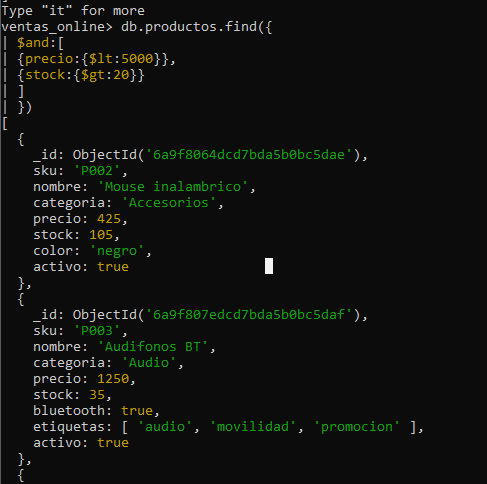 Type "it" for more
ventas_online> db.productos.find({
| $and:[
| {precio:{$lt:5000}},
| {stock:{$gt:20}}
| ]
| })
[
  {
    _id: ObjectId('6a9f8064dcd7bda5b0bc5dae'),
    sku: 'P002',
    nombre: 'Mouse inalambrico',
    categoria: 'Accesorios',
    precio: 425,
    stock: 105,
    color: 'negro',
    activo: true
  },
  {
    _id: ObjectId('6a9f807edcd7bda5b0bc5daf'),
    sku: 'P003',
    nombre: 'Audifonos BT',
    categoria: 'Audio',
    precio: 1250,
    stock: 35,
    bluetooth: true,
    etiquetas: [ 'audio', 'movilidad', 'promocion' ],
    activo: true
  },
  {